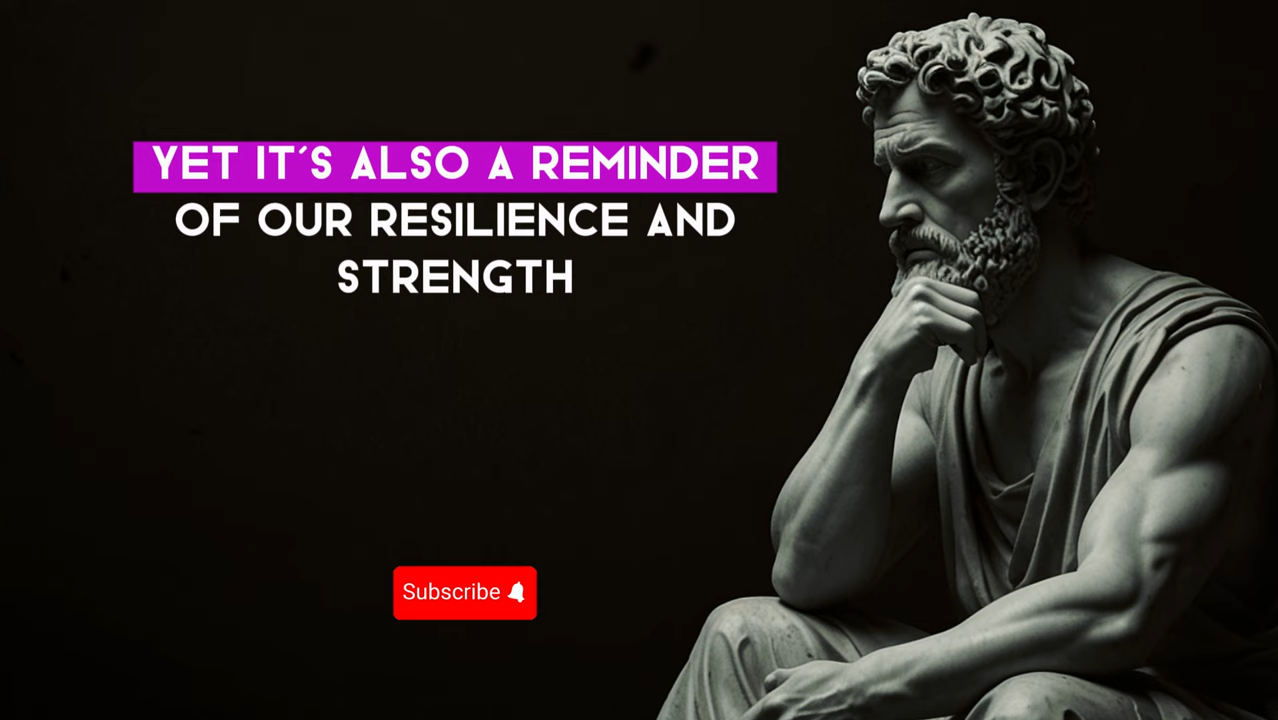 YET IT´S ALSO A REMINDER
OF OUR RESILIENCE AND
STRENGTH
Subscribe